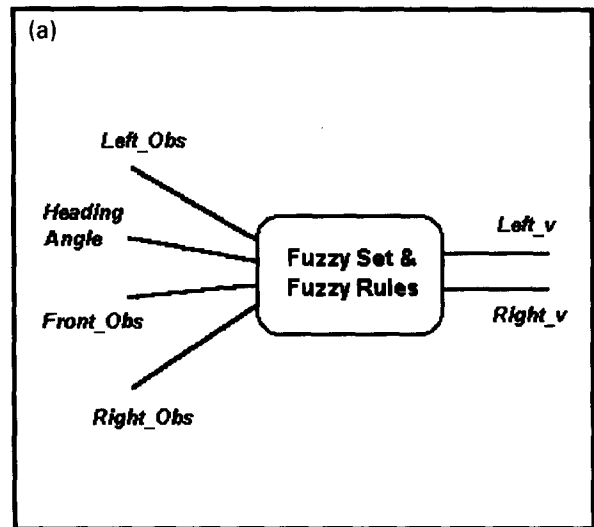 (a)
Left_Obs
Heading
Angle
Front_Obs
Right_Obs
Fuzzy Set &
Fuzzy Rules
Left_v
Right_v